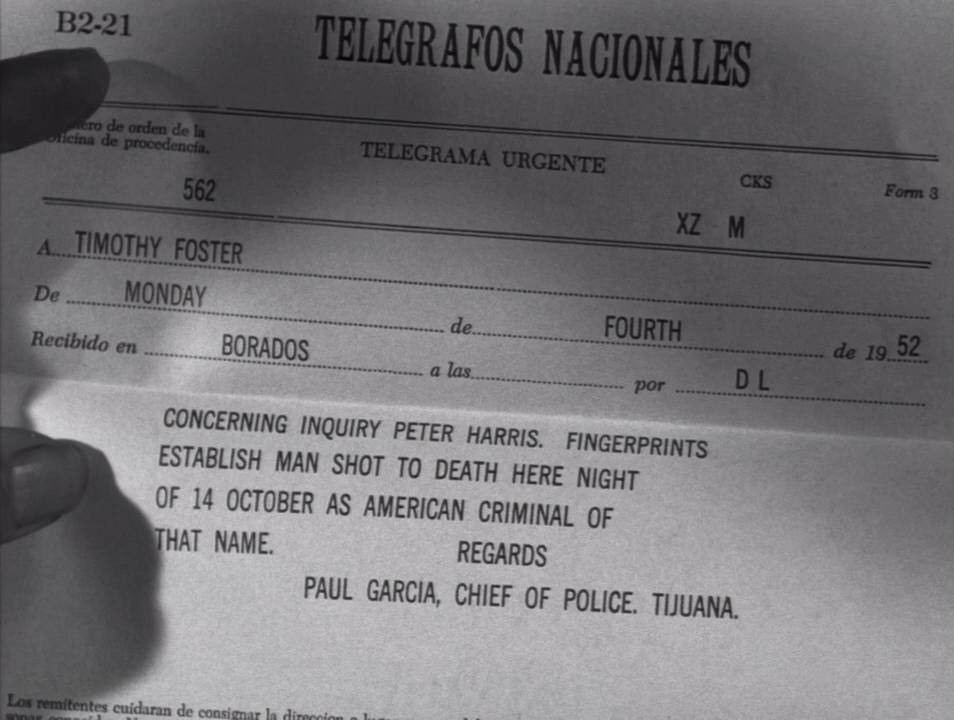 B2-21
TELEGRAFOS NACIONALES
de orden de la
Oficina de procedencia.
TELEGRAMA URGENTE
CKS
Form 3
562
XZ M
A. TIMOTHY FOSTER
De MONDAY de FOURTH de 19 52
Recibido en BORADOS a las por D L
CONCERNING INQUIRY PETER HARRIS. FINGERPRINTS
ESTABLISH MAN SHOT TO DEATH HERE NIGHT
OF 14 OCTOBER AS AMERICAN CRIMINAL OF
THAT NAME. REGARDS
PAUL GARCIA, CHIEF OF POLICE. TIJUANA.
Los remitentes cuidaran de consignar la direccion